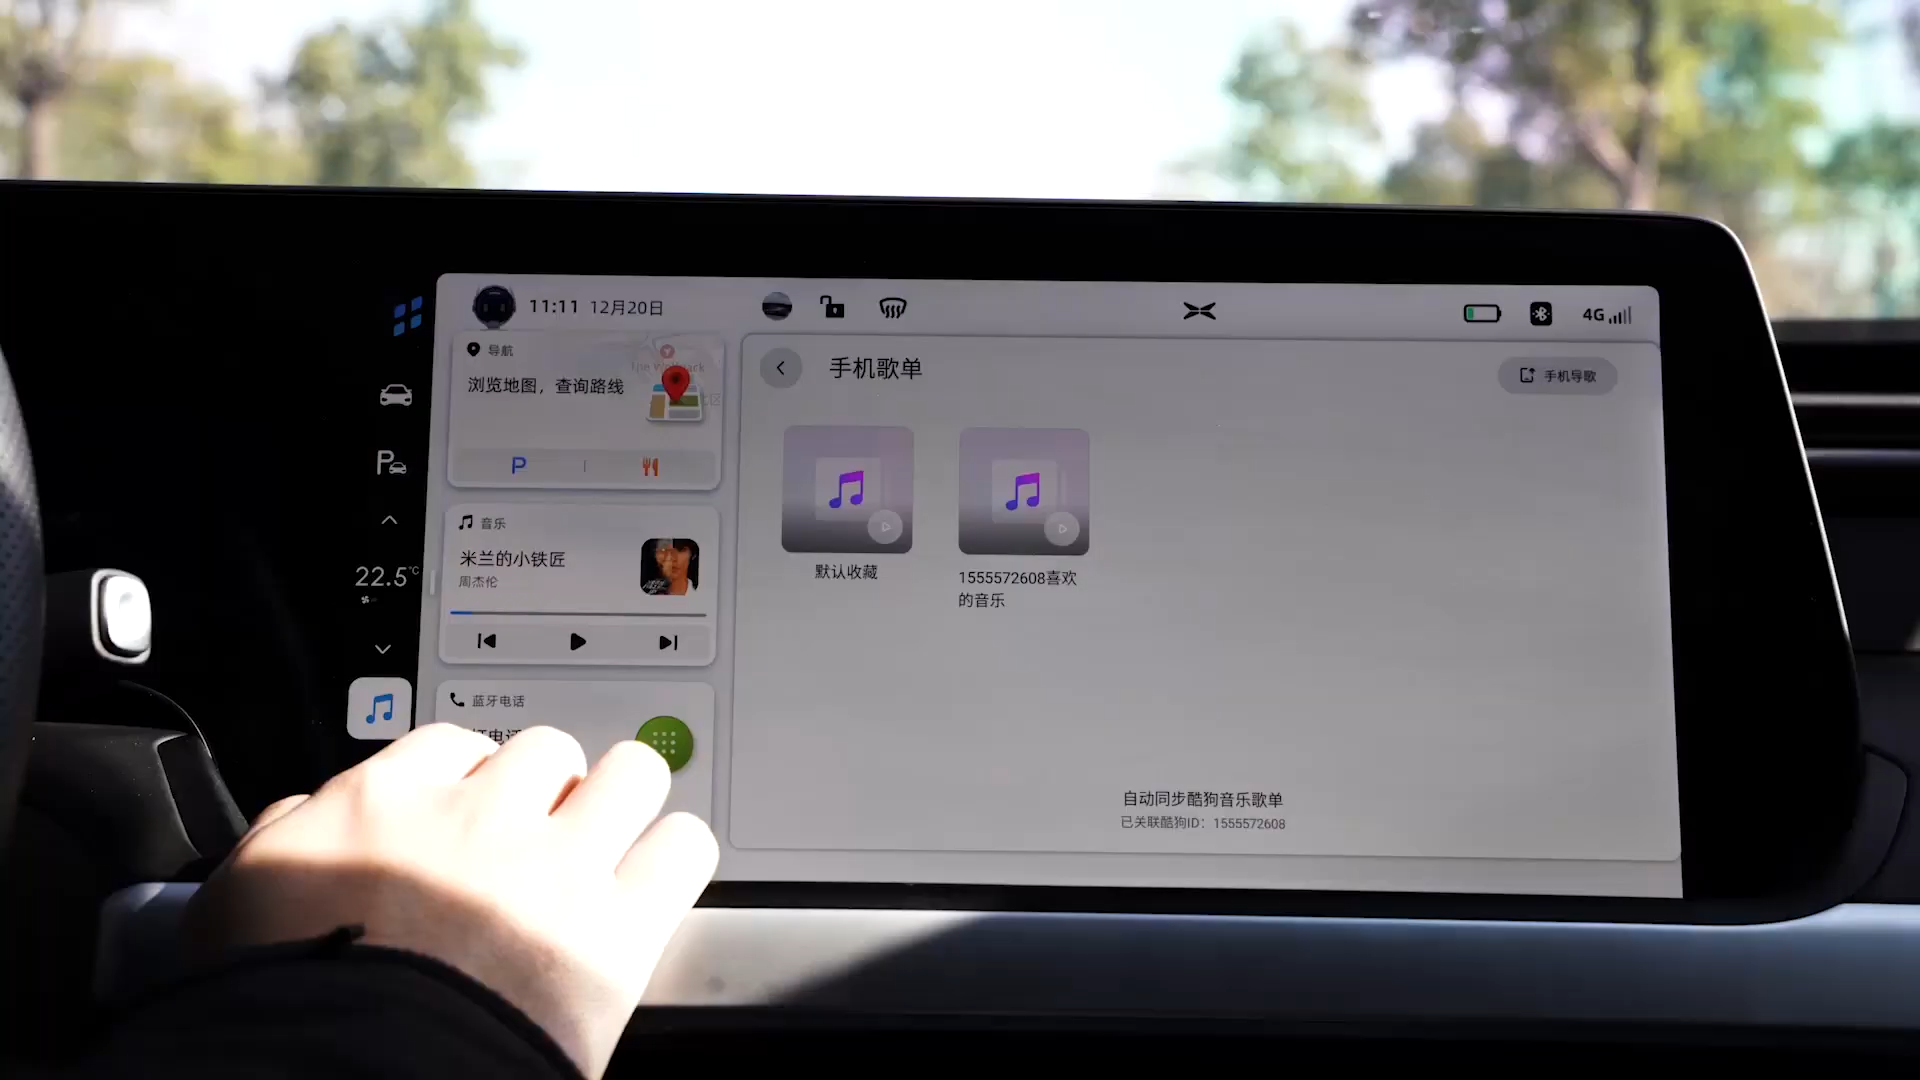 11:11 12月20日
4G
导航
浏览地图，查询路线
P
音乐
米兰的小铁匠
周杰伦
蓝牙电话
P
22.5°C
手机歌单
手机导歌
默认收藏
1555572608喜欢
的音乐
自动同步酷狗音乐歌单
已关联酷狗ID：1555572608